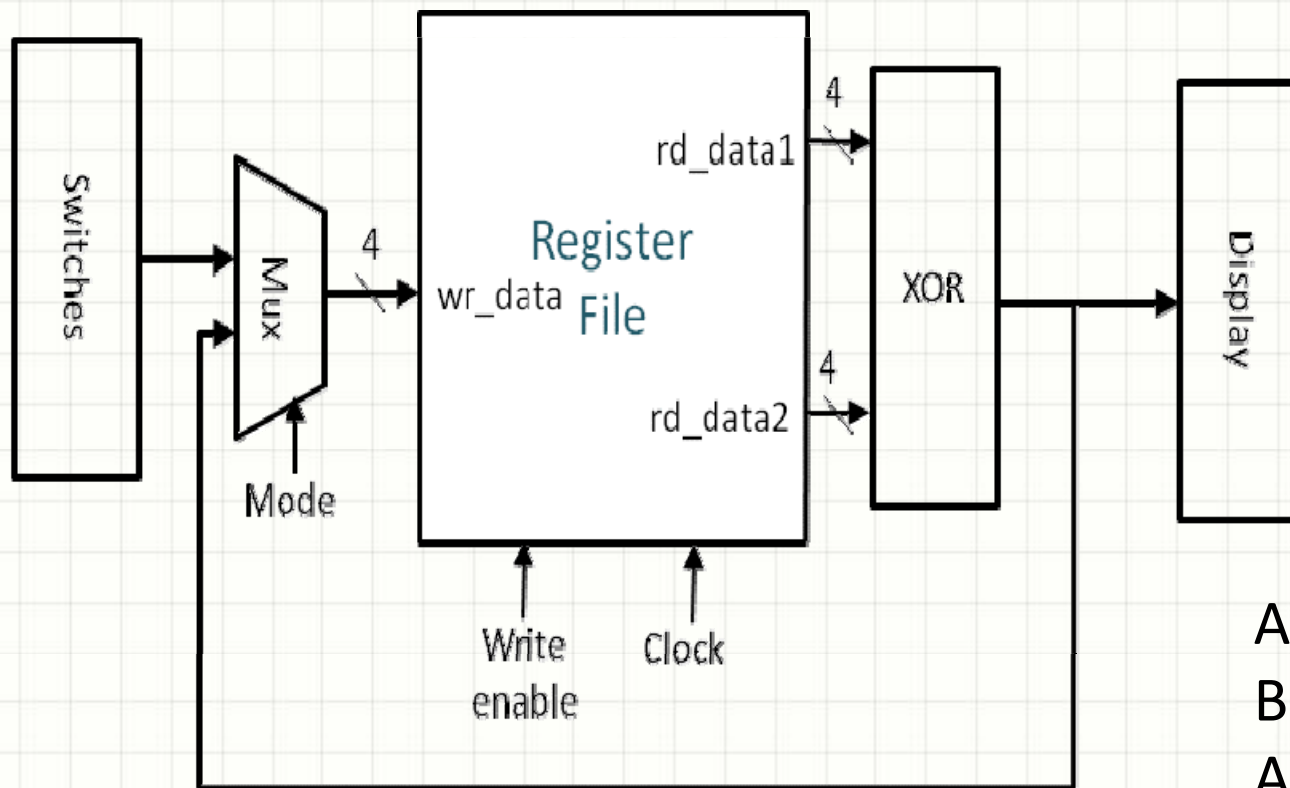 Switches
Mux
Mode
4
wr_data
Register
File
rd_data1
rd_data2
Write
enable
Clock
4
4
XOR
Display
A
B
A